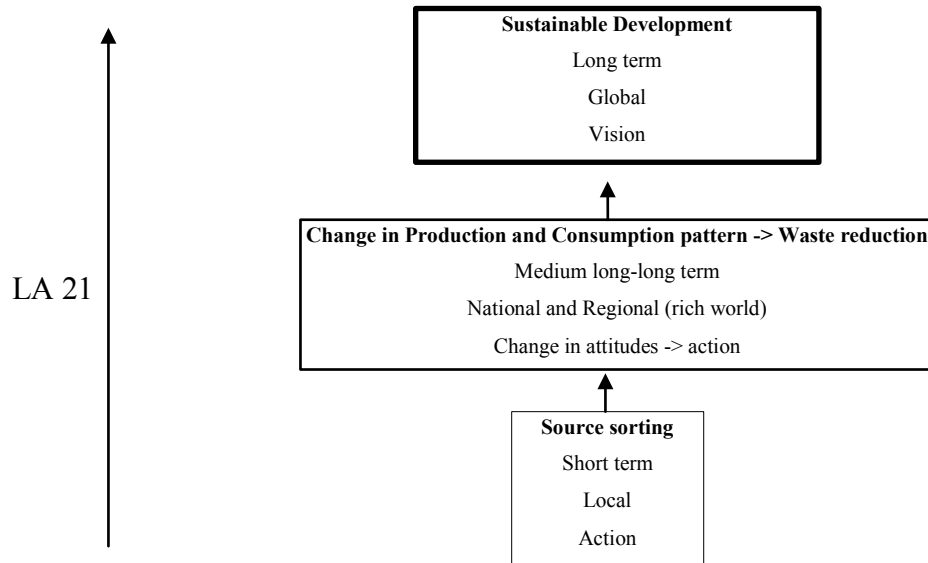 Sustainable Development
Long term
Global
Vision
Change in Production and Consumption pattern -> Waste reduction
Medium long-long term
National and Regional (rich world)
Change in attitudes -> action
LA 21
Source sorting
Short term
Local
Action